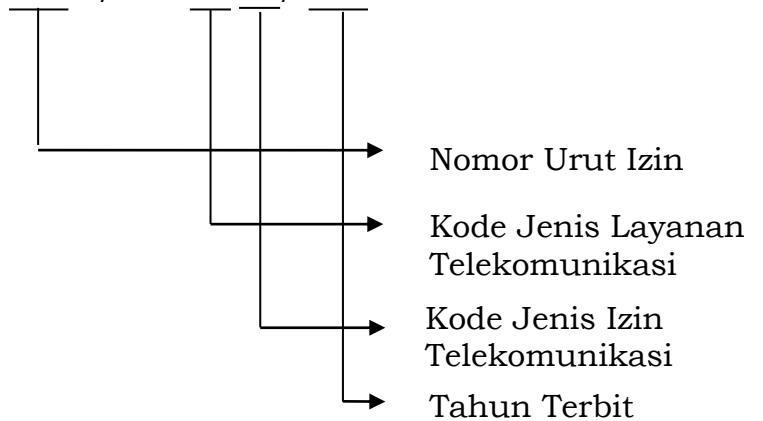 Nomor Urut Izin
Kode Jenis Layanan
Telekomunikasi
Kode Jenis Izin
Telekomunikasi
Tahun Terbit